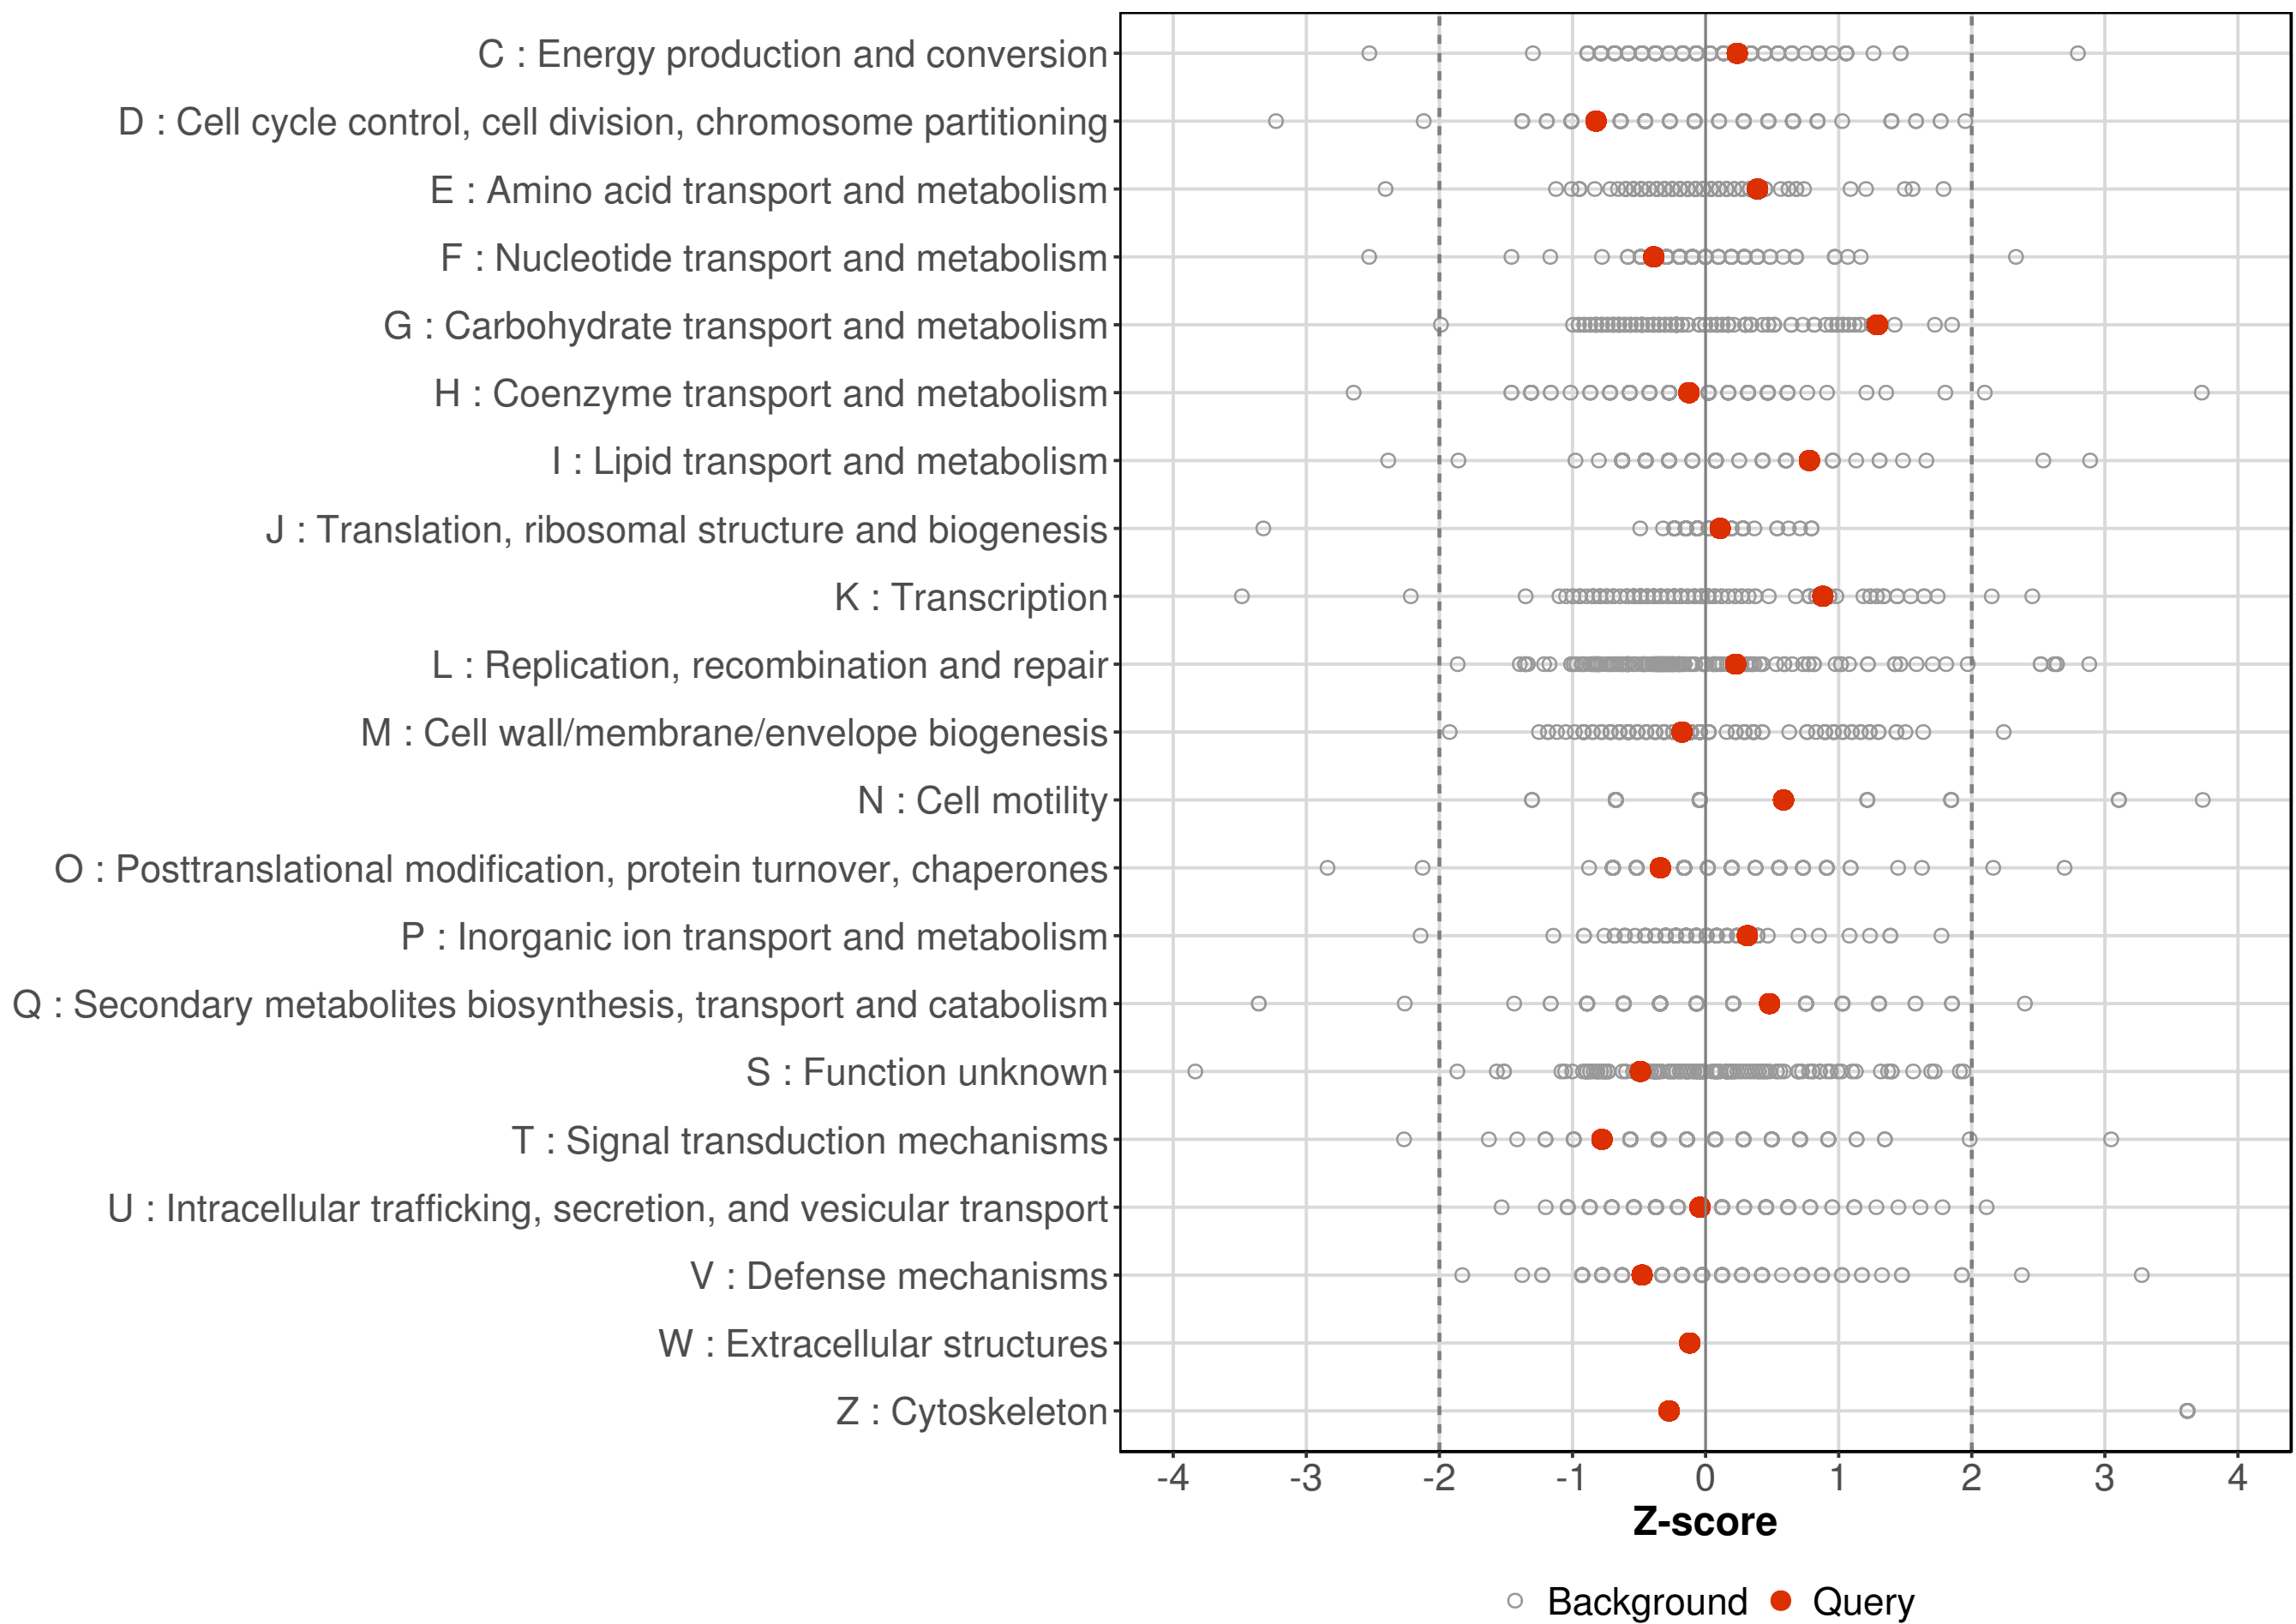 C : Energy production and conversion
D : Cell cycle control, cell division, chromosome partitioning
E : Amino acid transport and metabolism
F : Nucleotide transport and metabolism
G : Carbohydrate transport and metabolism
H : Coenzyme transport and metabolism
I : Lipid transport and metabolism
J : Translation, ribosomal structure and biogenesis
K : Transcription
L : Replication, recombination and repair
M : Cell wall/membrane/envelope biogenesis
N : Cell motility
O : Posttranslational modification, protein turnover, chaperones
P : Inorganic ion transport and metabolism
Q : Secondary metabolites biosynthesis, transport and catabolism
S : Function unknown
T : Signal transduction mechanisms
U : Intracellular trafficking, secretion, and vesicular transport
V : Defense mechanisms
W : Extracellular structures
Z : Cytoskeleton
-4 -3 -2 -1 0 1 2 3 4
Z-score
Background Query